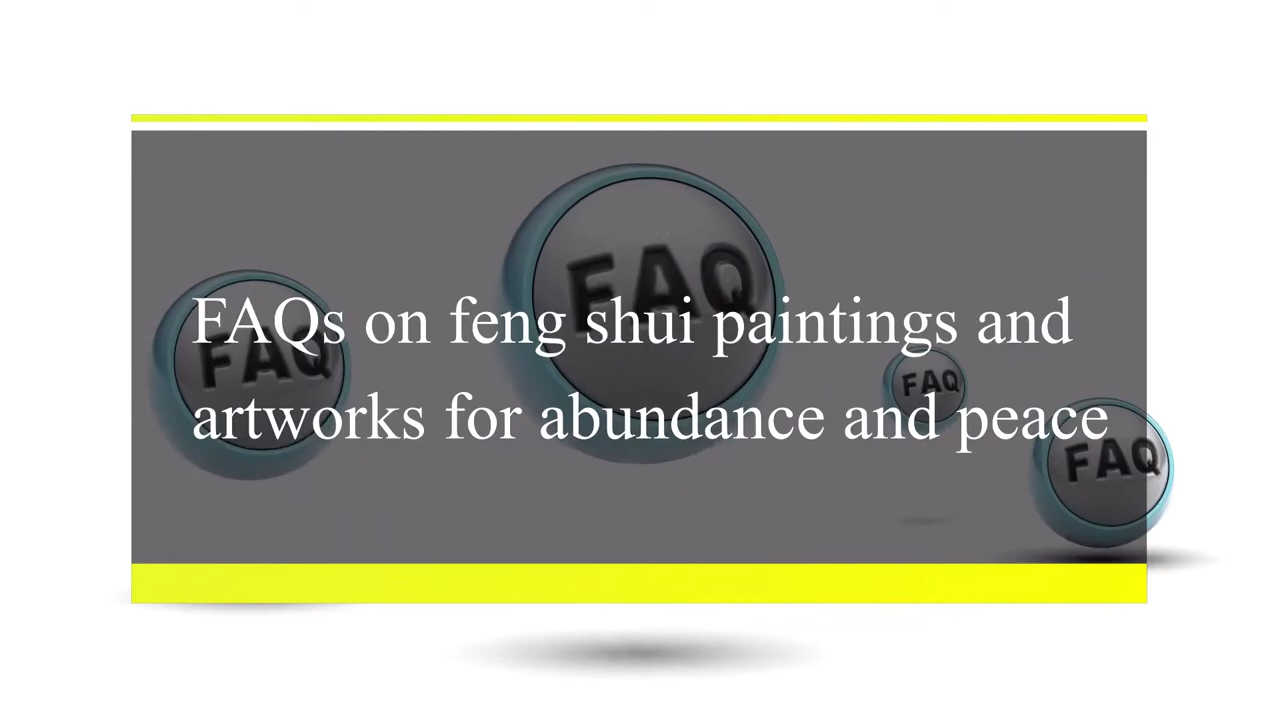 FAQ
FAQs on feng shui paintings and
artworks for abundance and peace
FAQ
FAQ
FAQ